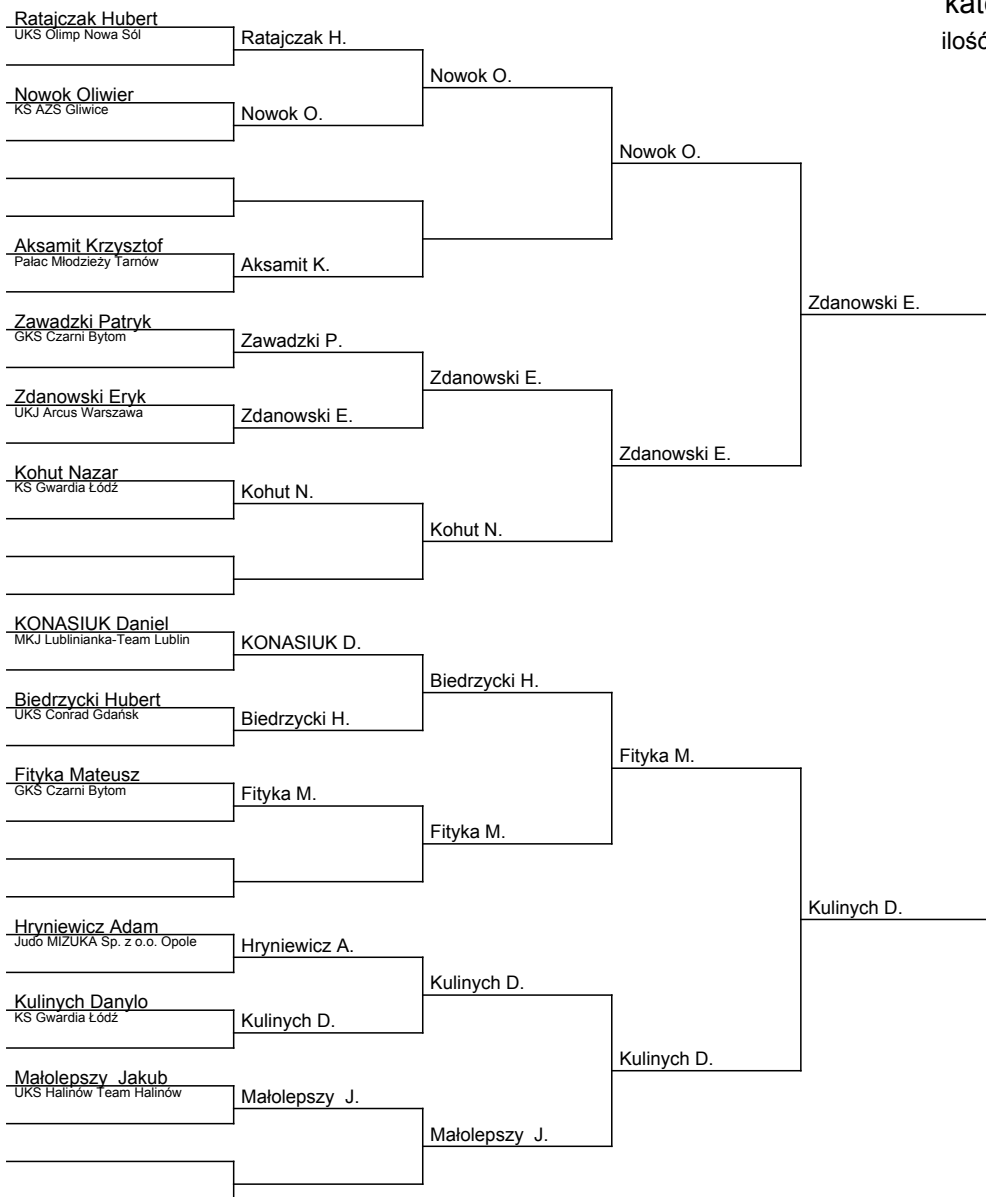 kate
ilość
Ratajczak Hubert
UKS Olimp Nowa Sól
Ratajczak H.
Nowok O.
Nowok Oliwier
KS AZS Gliwice
Nowok O.
Nowok O.
Aksamit Krzysztof
Pałac Młodzieży Tarnów
Aksamit K.
Zdanowski E.
Zawadzki Patryk
GKS Czarni Bytom
Zawadzki P.
Zdanowski E.
Zdanowski Eryk
UKJ Arcus Warszawa
Zdanowski E.
Zdanowski E.
Kohut Nazar
KS Gwardia Łódź
Kohut N.
Kohut N.
KONASIUK Daniel
MKJ Lublinianka-Team Lublin
KONASIUK D.
Biedrzycki H.
Biedrzycki Hubert
UKS Conrad Gdańsk
Biedrzycki H.
Fityka M.
Fityka Mateusz
GKS Czarni Bytom
Fityka M.
Fityka M.
Kulinych D.
Hryniewicz Adam
Judo MIZUKA Sp. z o.o. Opole
Hryniewicz A.
Kulinych D.
Kulinych Danylo
KS Gwardia Łódź
Kulinych D.
Kulinych D.
Małolepszy  Jakub
UKS Halinów Team Halinów
Małolepszy  J.
Małolepszy  J.